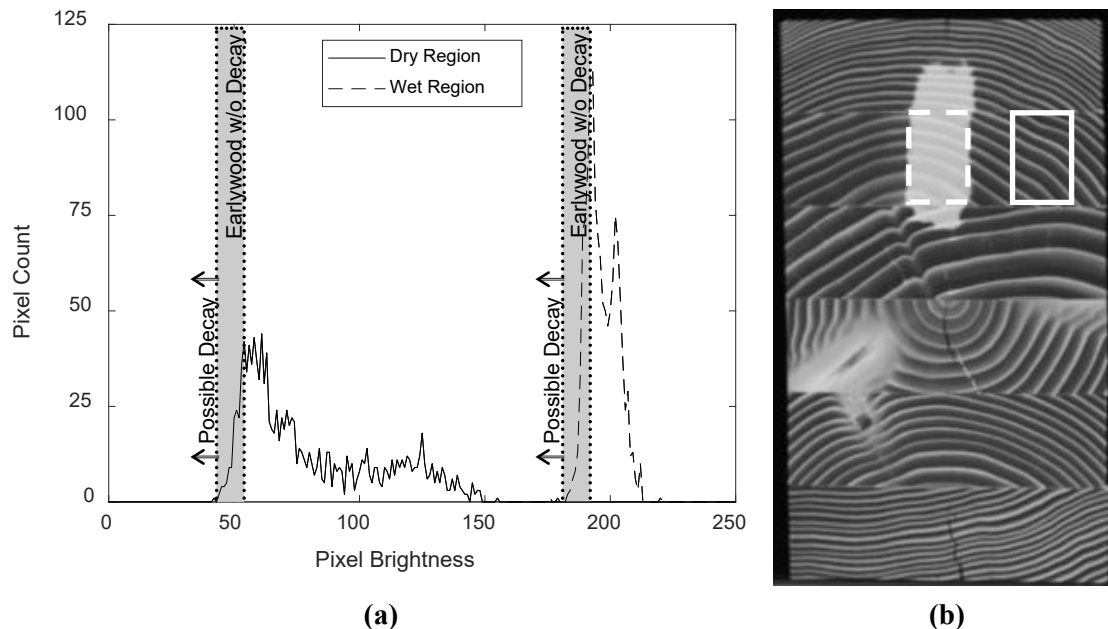 125
100
75
50
25
0
Pixel Count
Dry Region
Wet Region
Earlywood w/o Decay
Possible Decay
Earlywood w/o Decay
Possible Decay
0
50
100
150
200
250
Pixel Brightness
(a)
(b)